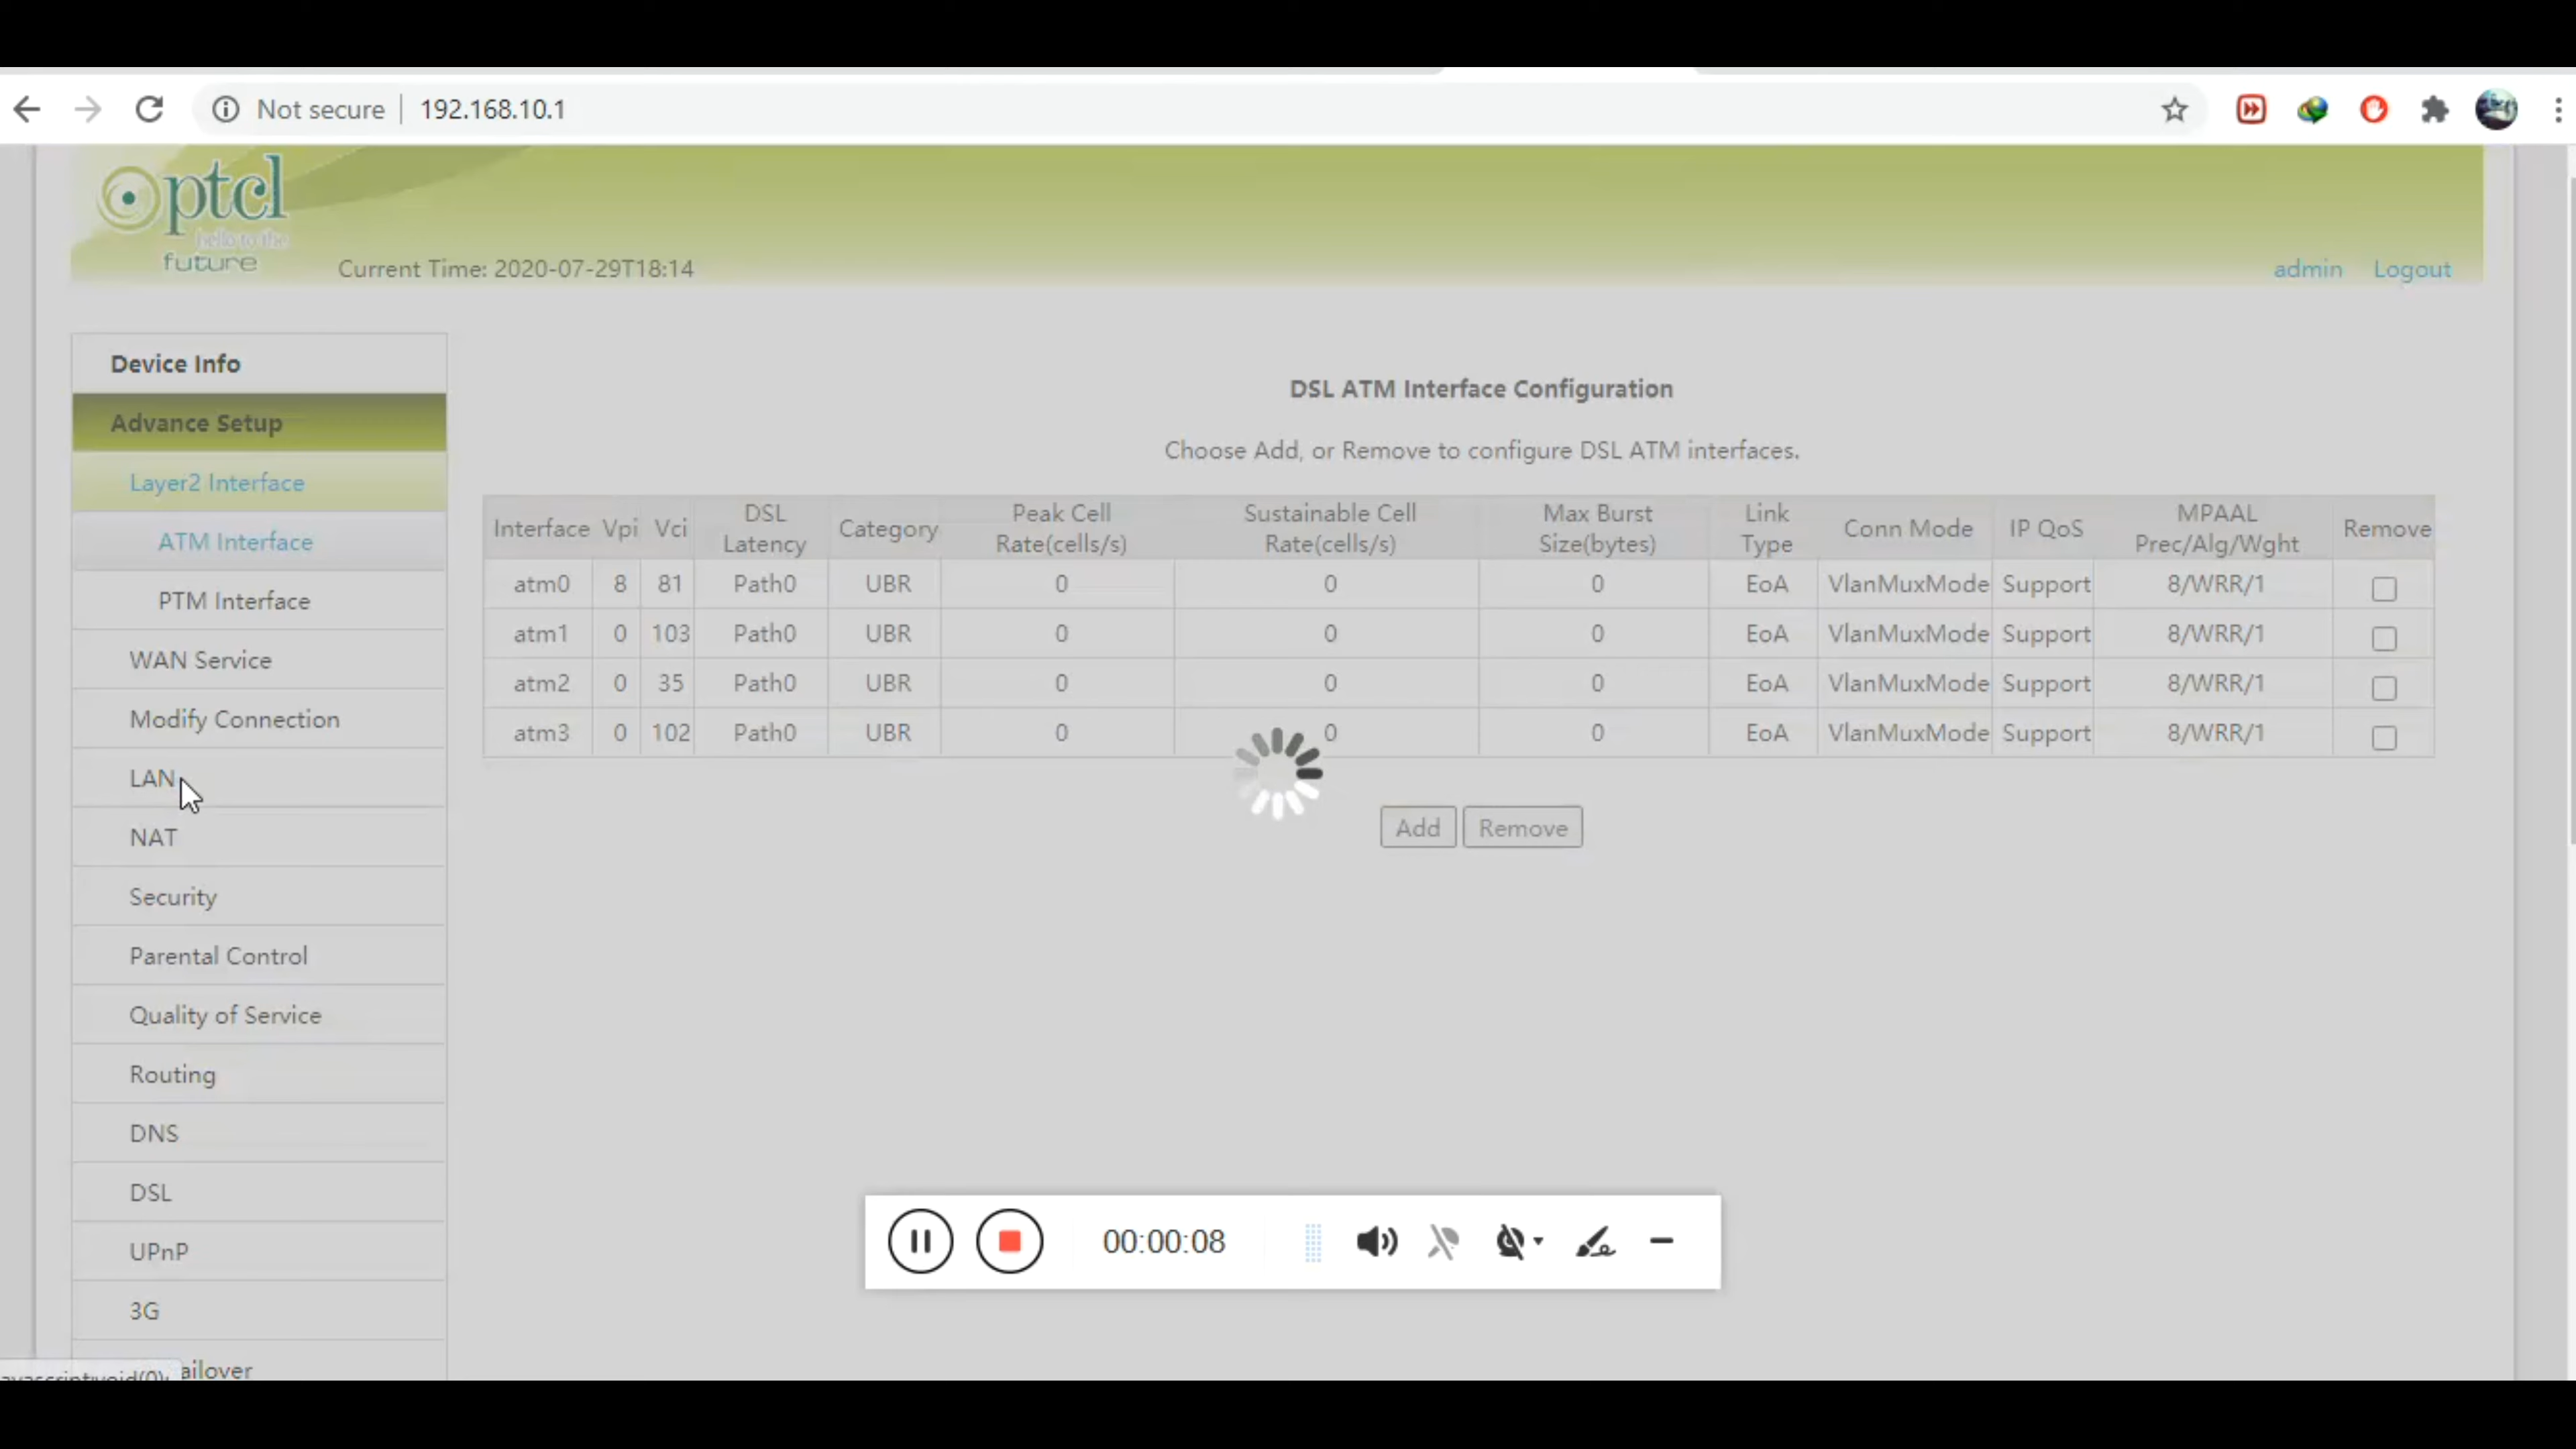 Not secure
192.168.10.1
ptcl
hello to the
future
Current Time: 2020-07-29T18:14
admin Logout
Device Info
Advance Setup
Layer2 Interface
ATM Interface
PTM Interface
WAN Service
Modify Connection
LAN
NAT
Security
Parental Control
Quality of Service
Routing
DNS
DSL
UPnP
3G
ailover
DSL ATM Interface Configuration
Choose Add, or Remove to configure DSL ATM interfaces.
Interface Vpi Vci DSL Latency Category Peak Cell Rate(cells/s) Sustainable Cell Rate(cells/s) Max Burst Size(bytes) Link Type Conn Mode IP QoS MPAAL Prec/Alg/Wght Remove
atm0 8 81 Path0 UBR 0 0 0 EoA VlanMuxMode Support 8/WRR/1
atm1 0 103 Path0 UBR 0 0 0 EoA VlanMuxMode Support 8/WRR/1
atm2 0 35 Path0 UBR 0 0 0 EoA VlanMuxMode Support 8/WRR/1
atm3 0 102 Path0 UBR 0 0 0 EoA VlanMuxMode Support 8/WRR/1
Add Remove
00:00:08